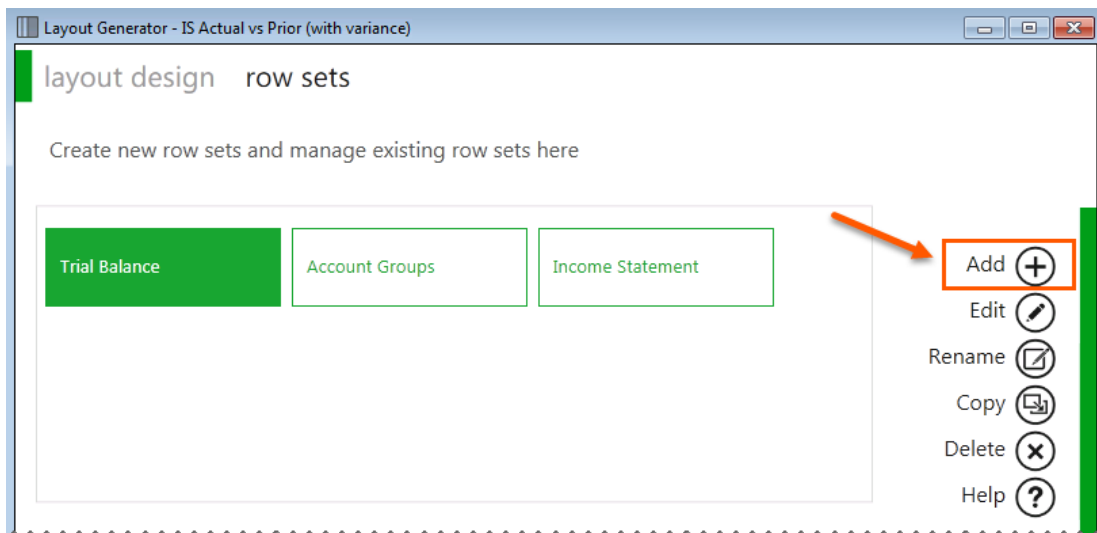 Layout Generator - IS Actual vs Prior (with variance)
layout design row sets
Create new row sets and manage existing row sets here
Trial Balance Account Groups Income Statement
Add
Edit
Rename
Copy
Delete
Help